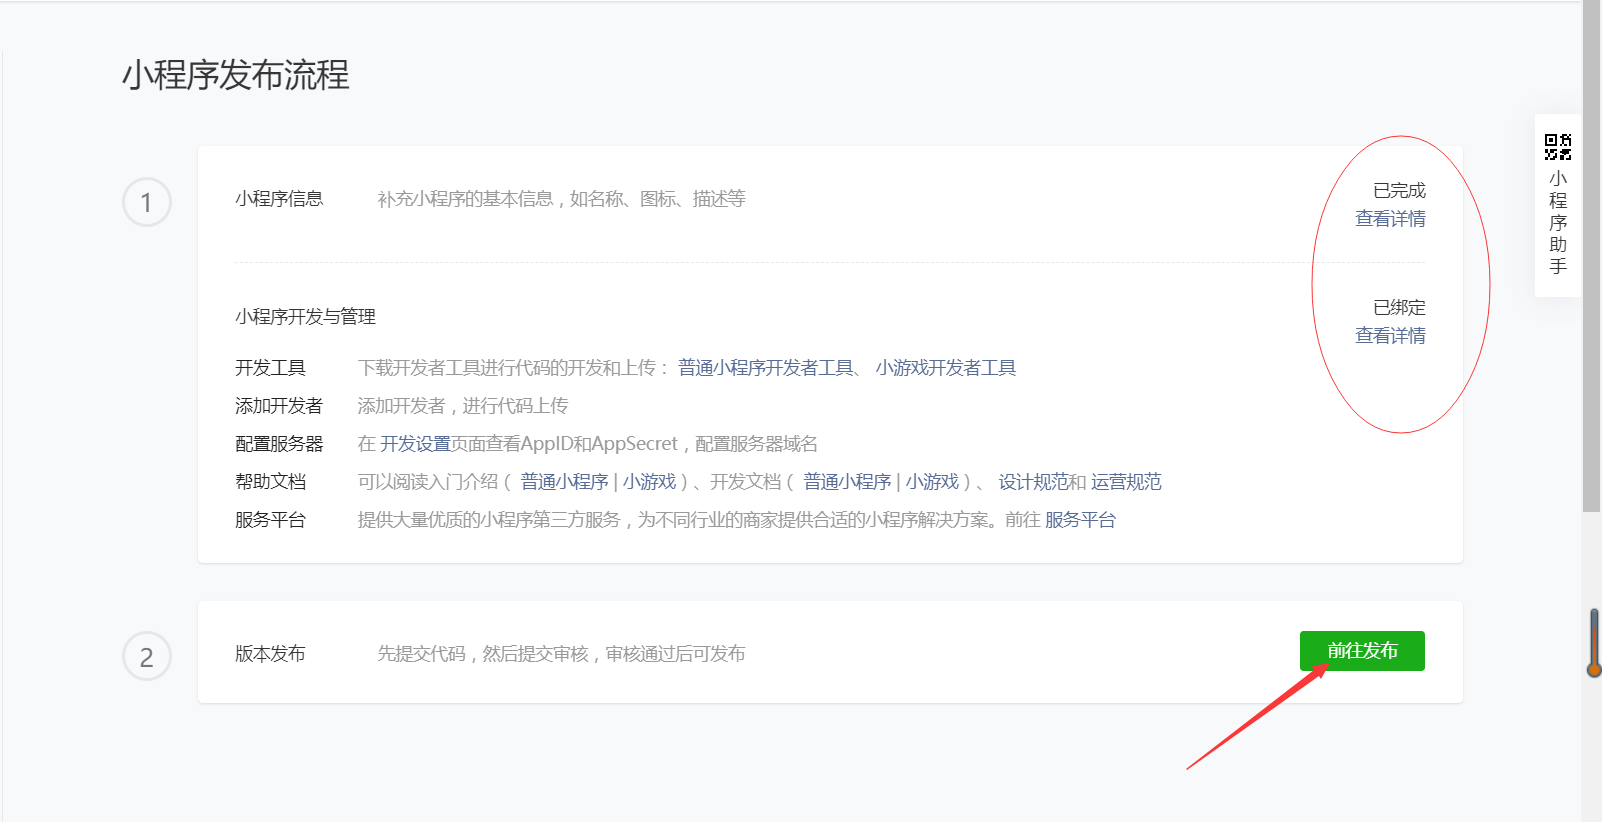 小程序发布流程
1
小程序信息 补充小程序的基本信息，如名称、图标、描述等
已完成
查看详情
小程序开发与管理
已绑定
查看详情
开发工具 下载开发者工具进行代码的开发和上传： 普通小程序开发者工具、 小游戏开发者工具
添加开发者 添加开发者，进行代码上传
配置服务器 在 开发设置页面查看AppID和AppSecret，配置服务器域名
帮助文档 可以阅读入门介绍（ 普通小程序 | 小游戏 ）、开发文档（ 普通小程序 | 小游戏 ）、 设计规范和 运营规范
服务平台 提供大量优质的小程序第三方服务，为不同行业的商家提供合适的小程序解决方案。前往 服务平台
2
版本发布 先提交代码，然后提交审核，审核通过后可发布
前往发布
小程序助手